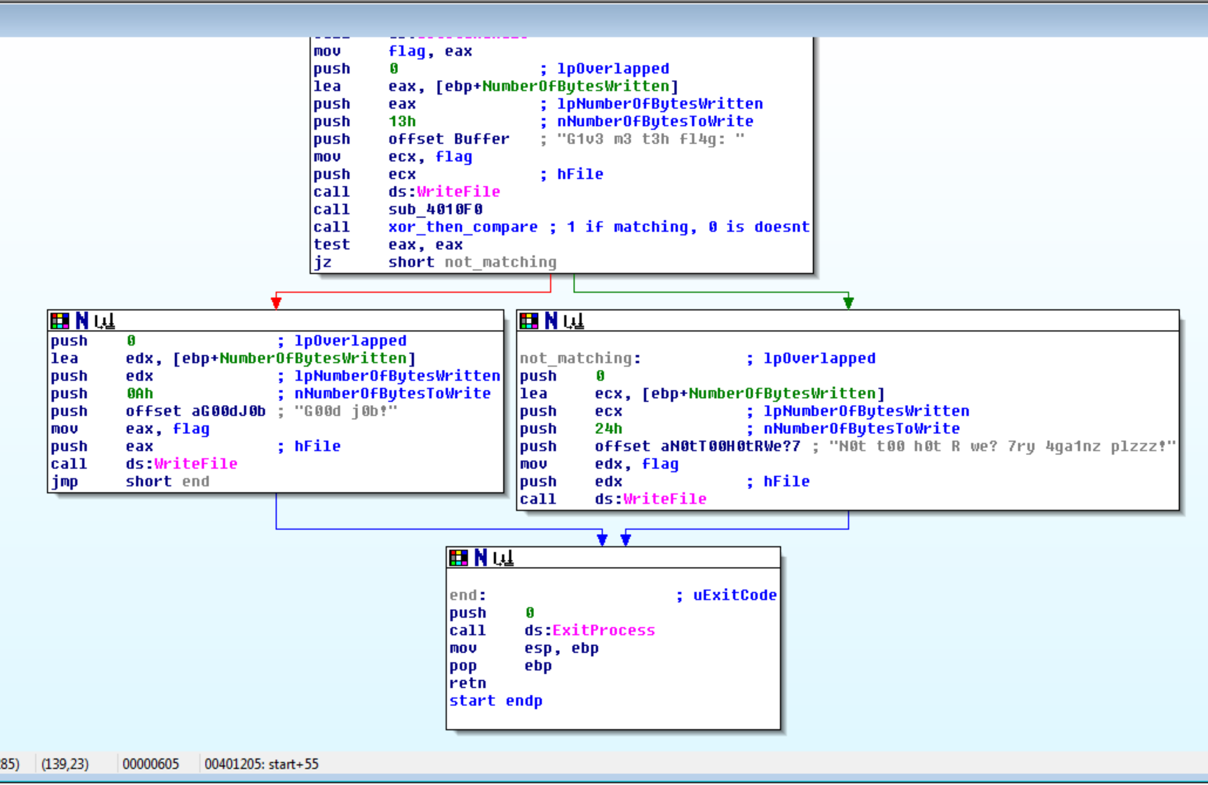 mov flag, eax
push 0 ; lpOverlapped
lea eax, [ebp+NumberOfBytesWritten]
push eax ; lpNumberOfBytesWritten
push 13h ; nNumberOfBytesToWrite
push offset Buffer ; "G1v3 m3 t3h fl4g: "
mov ecx, flag
push ecx ; hFile
call ds:WriteFile
call sub_4010F0
call xor_then_compare ; 1 if matching, 0 is doesnt
test eax, eax
jz short not_matching
push 0 ; lpOverlapped
lea edx, [ebp+NumberOfBytesWritten]
push edx ; lpNumberOfBytesWritten
push 0Ah ; nNumberOfBytesToWrite
push offset aG00dJ0b ; "G00d j0b!"
mov eax, flag
push eax ; hFile
call ds:WriteFile
jmp short end
not_matching: ; lpOverlapped
push 0
lea ecx, [ebp+NumberOfBytesWritten]
push ecx ; lpNumberOfBytesWritten
push 24h ; nNumberOfBytesToWrite
push offset aN0tT00H0tRWe?7 ; "N0t t00 h0t R we? 7ry 4ga1nz plzzz!"
mov edx, flag
push edx ; hFile
call ds:WriteFile
end: ; uExitCode
push 0
call ds:ExitProcess
mov esp, ebp
pop ebp
retn
start endp
85) (139,23) 00000605 00401205: start+55